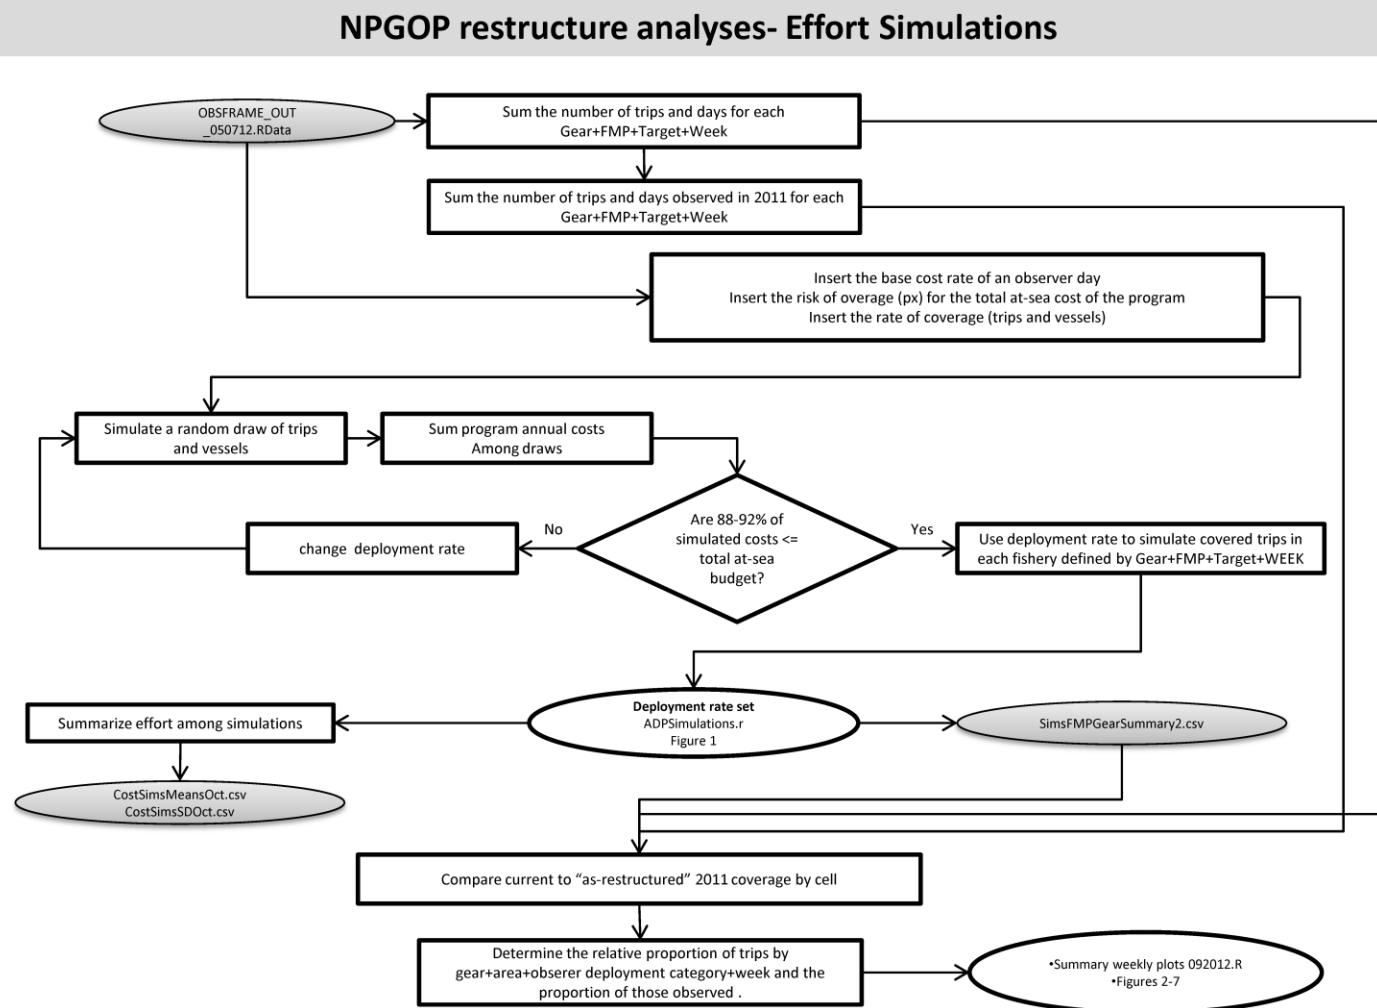 NPGOP restructure analyses- Effort Simulations
OBSFRAME_OUT
_050712.RData
Sum the number of trips and days for each
Gear+FMP+Target+Week
Sum the number of trips and days observed in 2011 for each
Gear+FMP+Target+Week
Insert the base cost rate of an observer day
Insert the risk of overage (px) for the total at-sea cost of the program
Insert the rate of coverage (trips and vessels)
Simulate a random draw of trips
and vessels
Sum program annual costs
Among draws
Are 88-92% of
simulated costs <=
total at-sea
budget?
No
change  deployment rate
Yes
Use deployment rate to simulate covered trips in
each fishery defined by Gear+FMP+Target+WEEK
Deployment rate set
ADPSimulations.r
Figure 1
Summarize effort among simulations
SimsFMPGearSummary2.csv
CostSimsMeansOct.csv
CostSimsSDOct.csv
Compare current to “as-restructured” 2011 coverage by cell
Determine the relative proportion of trips by
gear+area+obserer deployment category+week and the
proportion of those observed .
•Summary weekly plots 092012.R
•Figures 2-7